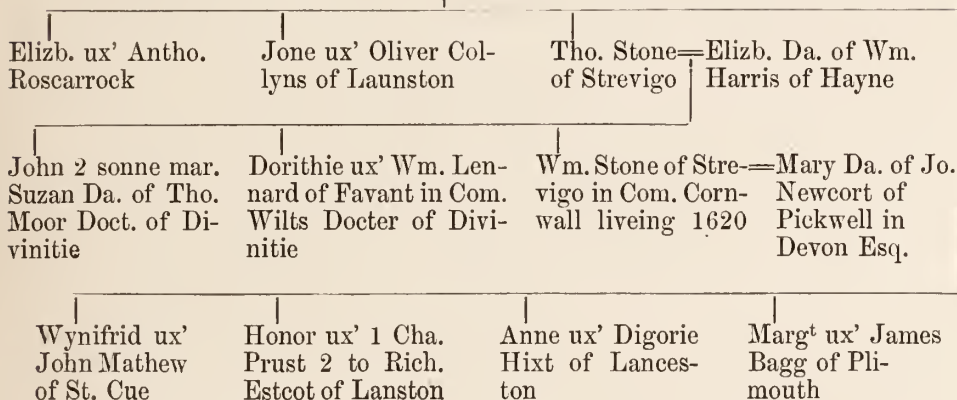 Elizb. ux' Antho.
Roscarrock
Jone ux' Oliver Col-
lyns of Launston
Tho. Stone=Elizb. Da. of Wm.
of Strevigo Harris of Hayne
John 2 sonne mar.
Suzan Da. of Tho.
Moor Doct. of Di-
vinitie
Dorithie ux' Wm. Len-
nard of Favant in Com.
Wilts Docter of Divi-
nitie
Wm. Stone of Stre-
vigo in Com. Corn-
wall liveing 1620
=Mary Da. of Jo.
Newcort of
Pickwell in
Devon Esq.
Wynifrid ux'
John Mathew
of St. Cue
Honor ux' 1 Cha.
Prust 2 to Rich.
Estcot of Lanston
Anne ux' Digorie
Hixt of Lances-
ton
Margt ux' James
Bagg of Pli-
mouth